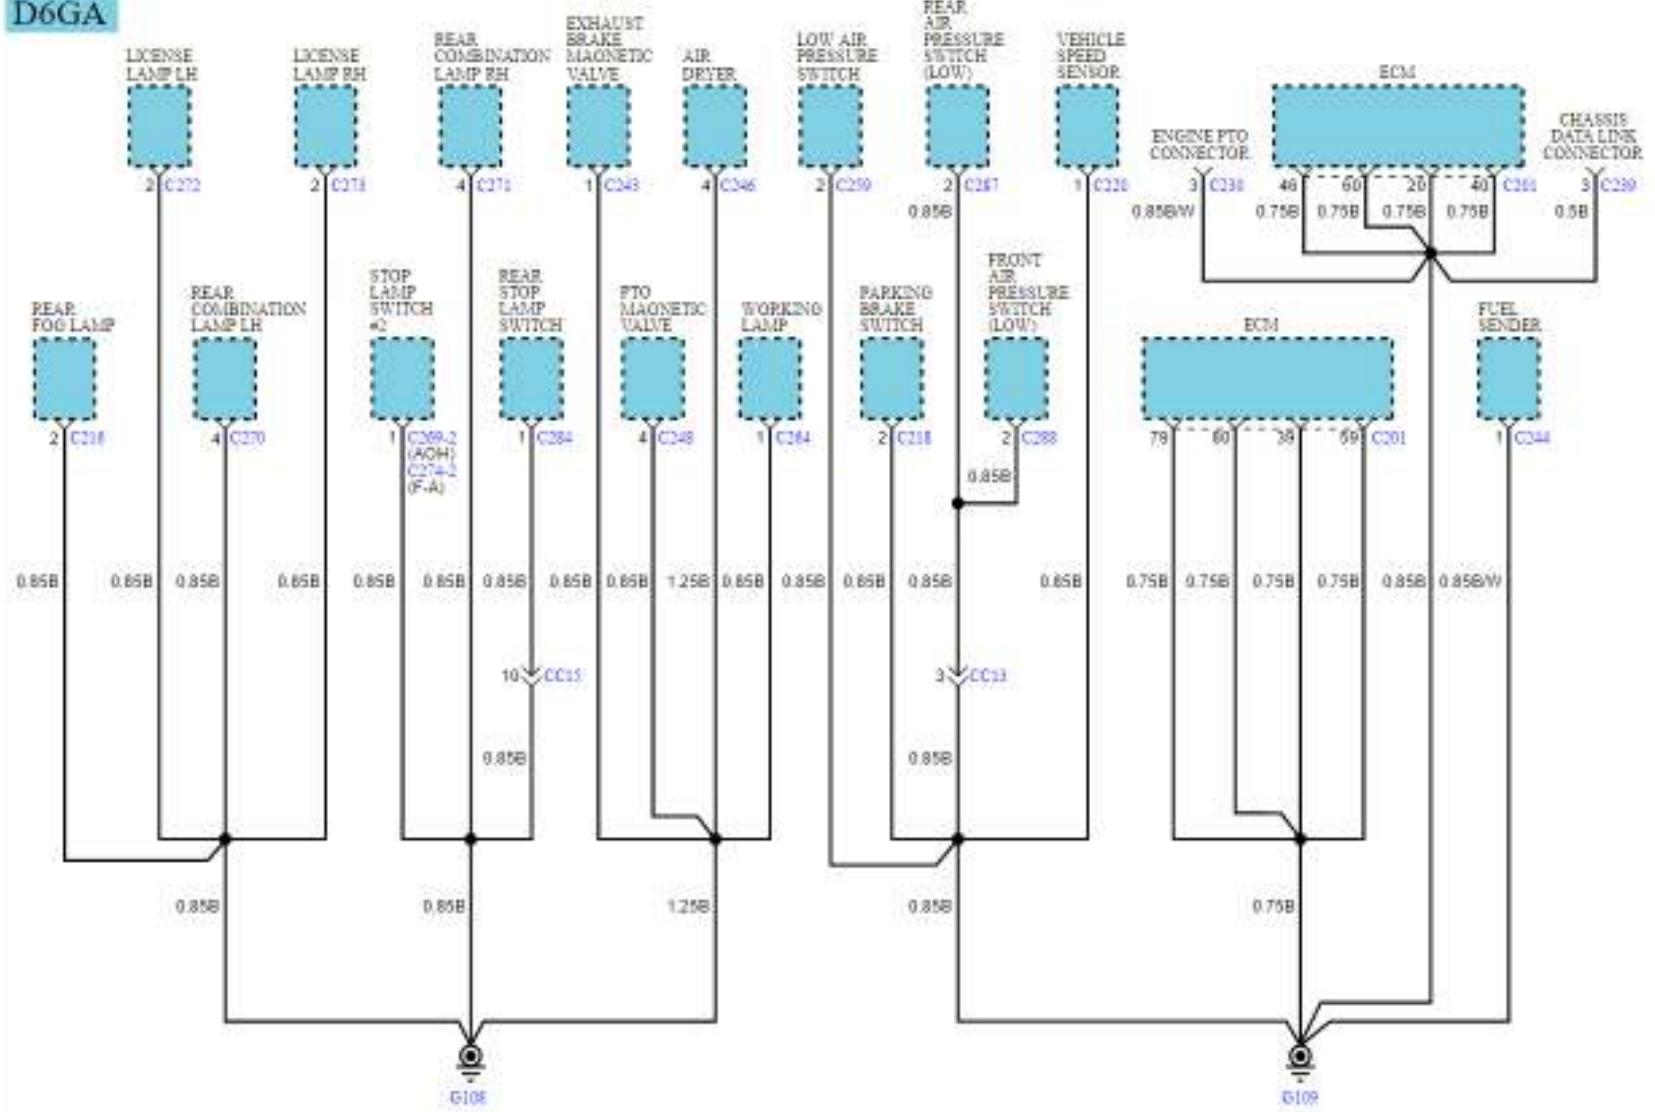 D6GA
LICENSE
LAMP LH
LICENSE
LAMP RH
REAR
COMBINATION
LAMP RH
EXHAUST
BRAKE
MAGNETIC
VALVE
AIR
DRYER
LOW AIR
PRESSURE
SWITCH
REAR
AIR
PRESSURE
SWITCH
(LOW)
VEHICLE
SPEED
SENSOR
ENGINE PTO
CONNECTOR
ECM
CHASSIS
DATA LINK
CONNECTOR
2 C272
2 C273
4 C271
1 C243
4 C246
2 C259
2 C287
1 C220
3 C230
46 60 20 40 C201
3 C239
0.85B
0.85B/W
0.75B
0.75B
0.75B
0.75B
0.5B
REAR
FOG LAMP
REAR
COMBINATION
LAMP LH
STOP
LAMP
SWITCH
#2
REAR
STOP
LAMP
SWITCH
PTO
MAGNETIC
VALVE
WORKING
LAMP
PARKING
BRAKE
SWITCH
FRONT
AIR
PRESSURE
SWITCH
(LOW)
ECM
FUEL
SENDER
2 C216
4 C270
1 C269-2
(AOH)
C274-2
(F-A)
1 C284
4 C248
1 C264
2 C218
2 C288
79 80 39 59 C201
1 C244
0.85B
0.85B
0.85B
0.85B
0.85B
0.85B
0.85B
0.85B
0.85B
0.85B
1.25B
0.85B
0.85B
0.85B
0.85B
0.85B
0.75B
0.75B
0.75B
0.75B
0.85B
0.85B/W
10 CC15
3 CC13
0.85B
0.85B
0.85B
0.85B
1.25B
0.85B
0.75B
G108
G109